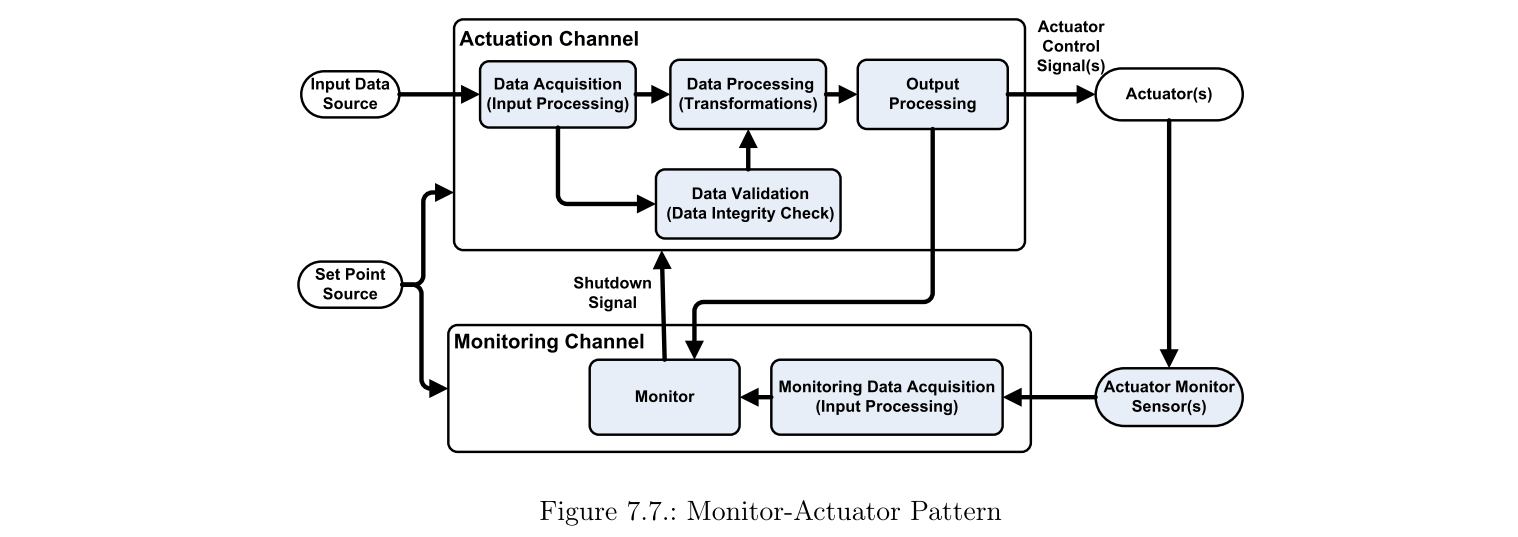 Actuation Channel
Actuator
Control
Signal(s)
Input Data
Source
Data Acquisition
(Input Processing)
Data Processing
(Transformations)
Output
Processing
Actuator(s)
Data Validation
(Data Integrity Check)
Set Point
Source
Shutdown
Signal
Monitoring Channel
Monitor
Monitoring Data Acquisition
(Input Processing)
Actuator Monitor
Sensor(s)
Figure 7.7.: Monitor-Actuator Pattern